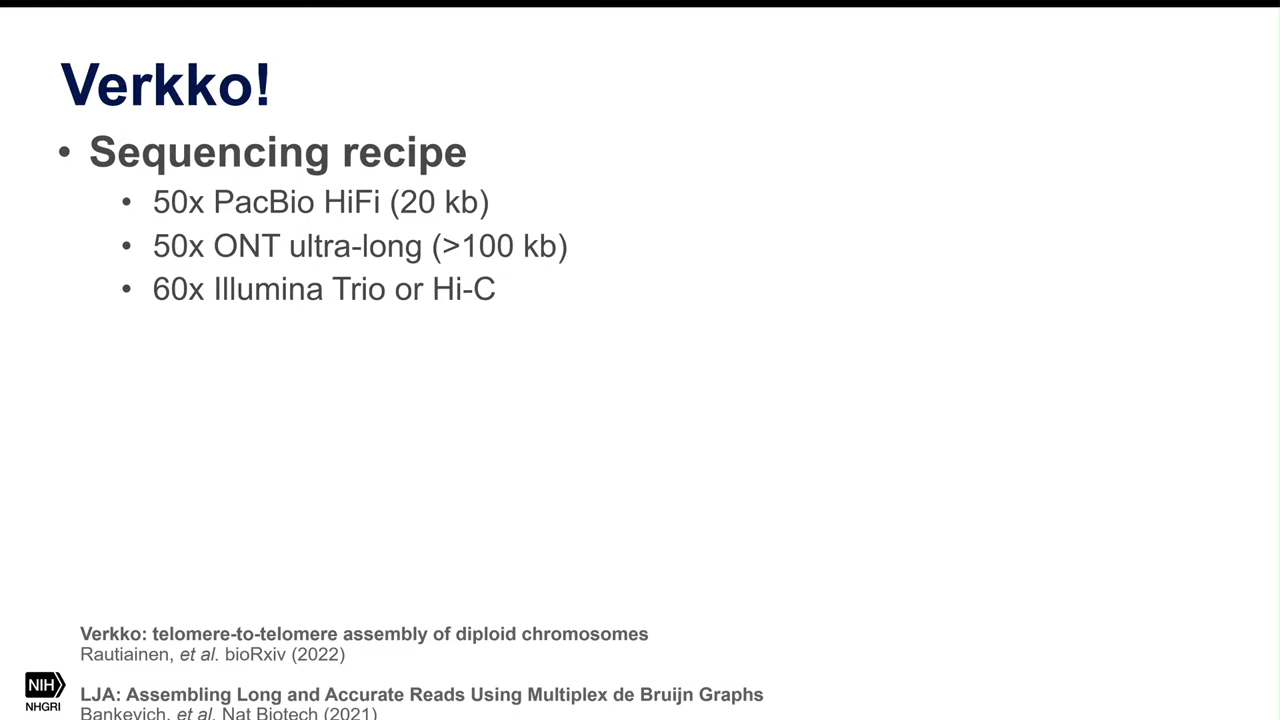 Verkko!
• Sequencing recipe
• 50x PacBio HiFi (20 kb)
• 50x ONT ultra-long (>100 kb)
• 60x Illumina Trio or Hi-C
Verkko: telomere-to-telomere assembly of diploid chromosomes
Rautiainen, et al. bioRxiv (2022)
NIH
NHGRI
LJA: Assembling Long and Accurate Reads Using Multiplex de Bruijn Graphs
Bankevich, et al. Nat Biotech (2021)